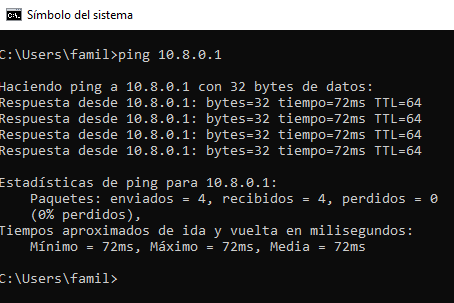 Símbolo del sistema
C:\Users\famil>ping 10.8.0.1
Haciendo ping a 10.8.0.1 con 32 bytes de datos:
Respuesta desde 10.8.0.1: bytes=32 tiempo=72ms TTL=64
Respuesta desde 10.8.0.1: bytes=32 tiempo=72ms TTL=64
Respuesta desde 10.8.0.1: bytes=32 tiempo=72ms TTL=64
Respuesta desde 10.8.0.1: bytes=32 tiempo=72ms TTL=64
Estadísticas de ping para 10.8.0.1:
    Paquetes: enviados = 4, recibidos = 4, perdidos = 0
    (0% perdidos),
Tiempos aproximados de ida y vuelta en milisegundos:
    Mínimo = 72ms, Máximo = 72ms, Media = 72ms
C:\Users\famil>